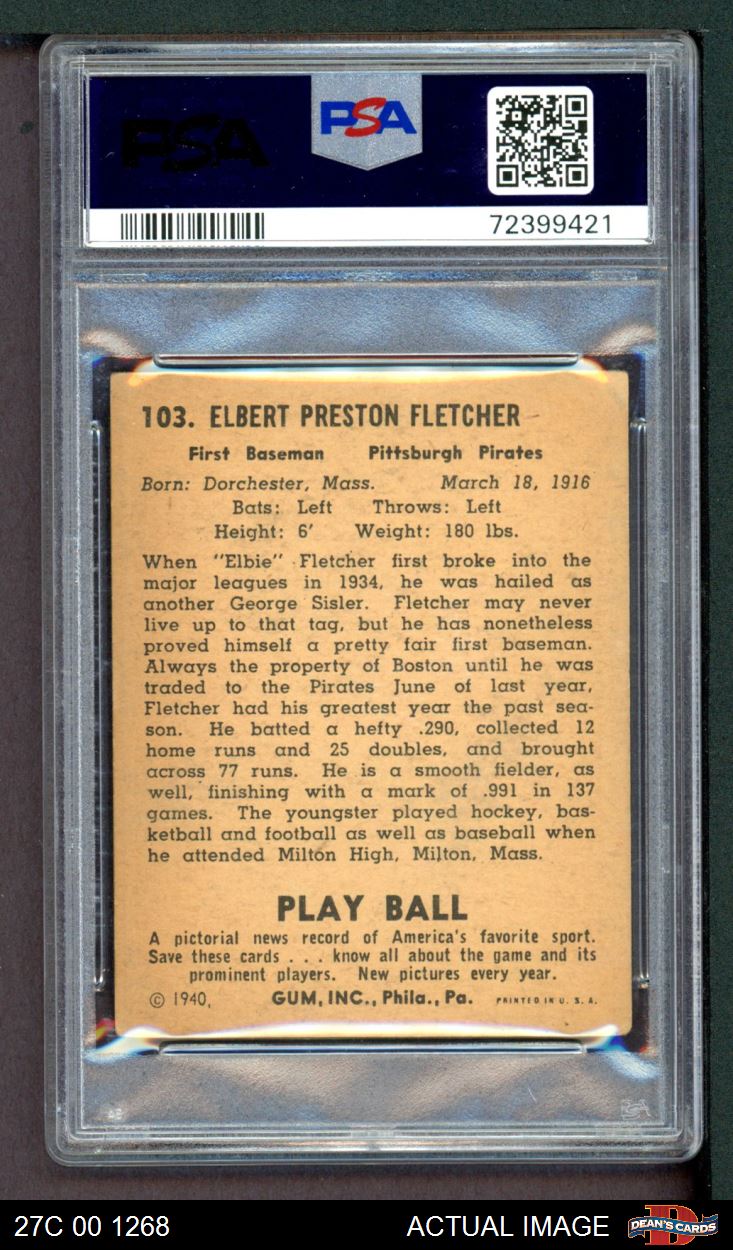 PSA
PSA
72399421
103. ELBERT PRESTON FLETCHER
First Baseman Pittsburgh Pirates
Born: Dorchester, Mass. March 18, 1916
Bats: Left Throws: Left
Height: 6' Weight: 180 lbs.
When "Elbie" Fletcher first broke into the
major leagues in 1934, he was hailed as
another George Sisler. Fletcher may never
live up to that tag, but he has nonetheless
proved himself a pretty fair first baseman.
Always the property of Boston until he was
traded to the Pirates June of last year,
Fletcher had his greatest year the past sea-
son. He batted a hefty .290, collected 12
home runs and 25 doubles, and brought
across 77 runs. He is a smooth fielder, as
well, finishing with a mark of .991 in 137
games. The youngster played hockey, bas-
ketball and football as well as baseball when
he attended Milton High, Milton, Mass.
PLAY BALL
A pictorial news record of America's favorite sport.
Save these cards . . . know all about the game and its
prominent players. New pictures every year.
© 1940, GUM, INC., Phila., Pa. PRINTED IN U. S. A.
27C 00 1268 ACTUAL IMAGE DEAN'S CARDS